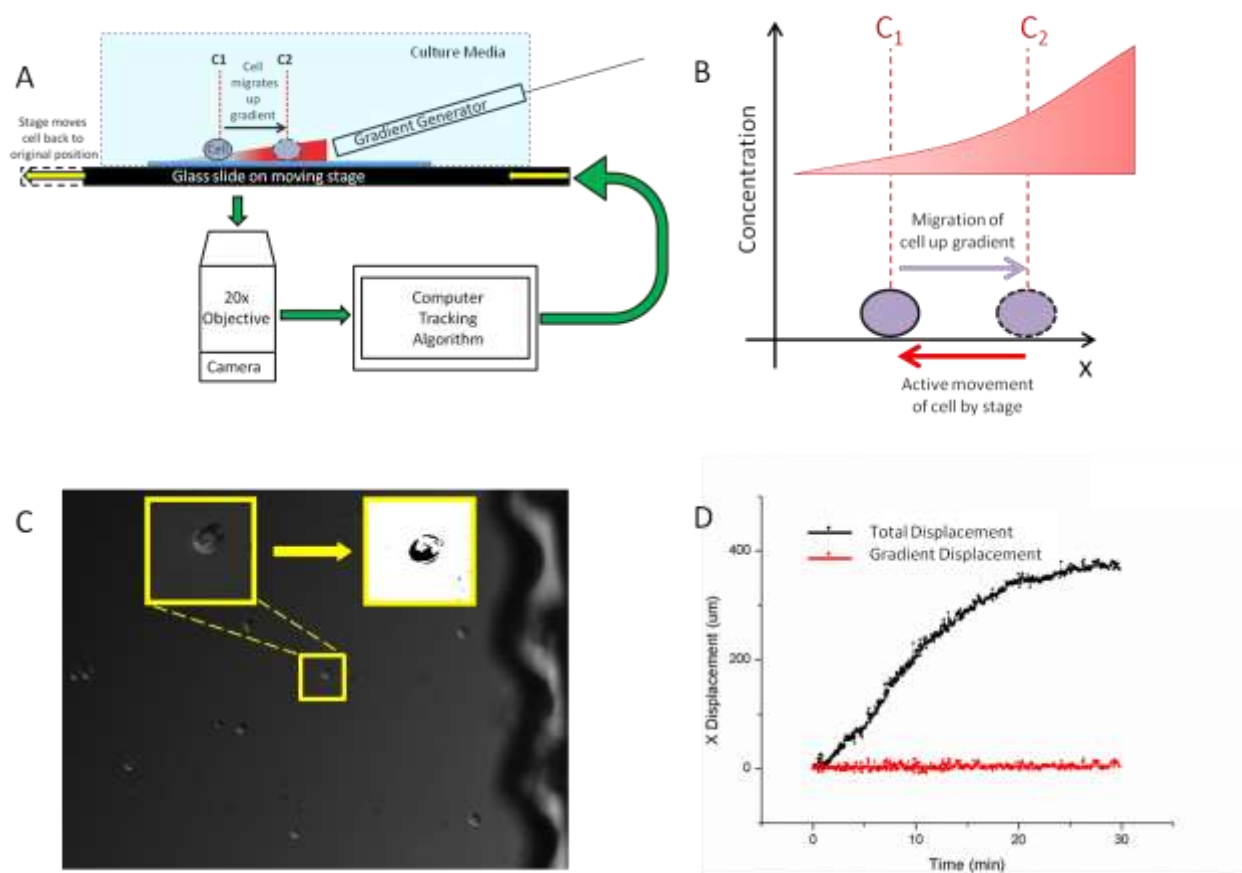 A
Culture Media
C1
C2
Cell
migrates
up
gradient
Gradient Generator
Stage moves
cell back to
original position
Cell
Glass slide on moving stage
20x
Objective
Camera
Computer
Tracking
Algorithm
B
C1
C2
Concentration
Migration of
cell up gradient
X
Active movement
of cell by stage
C
D
Total Displacement
Gradient Displacement
400
200
0
X Displacement (um)
0
10
20
30
Time (min)